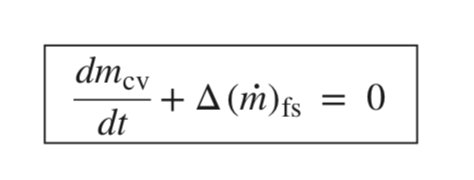 dm_cv/dt + Δ(ṁ)_fs = 0